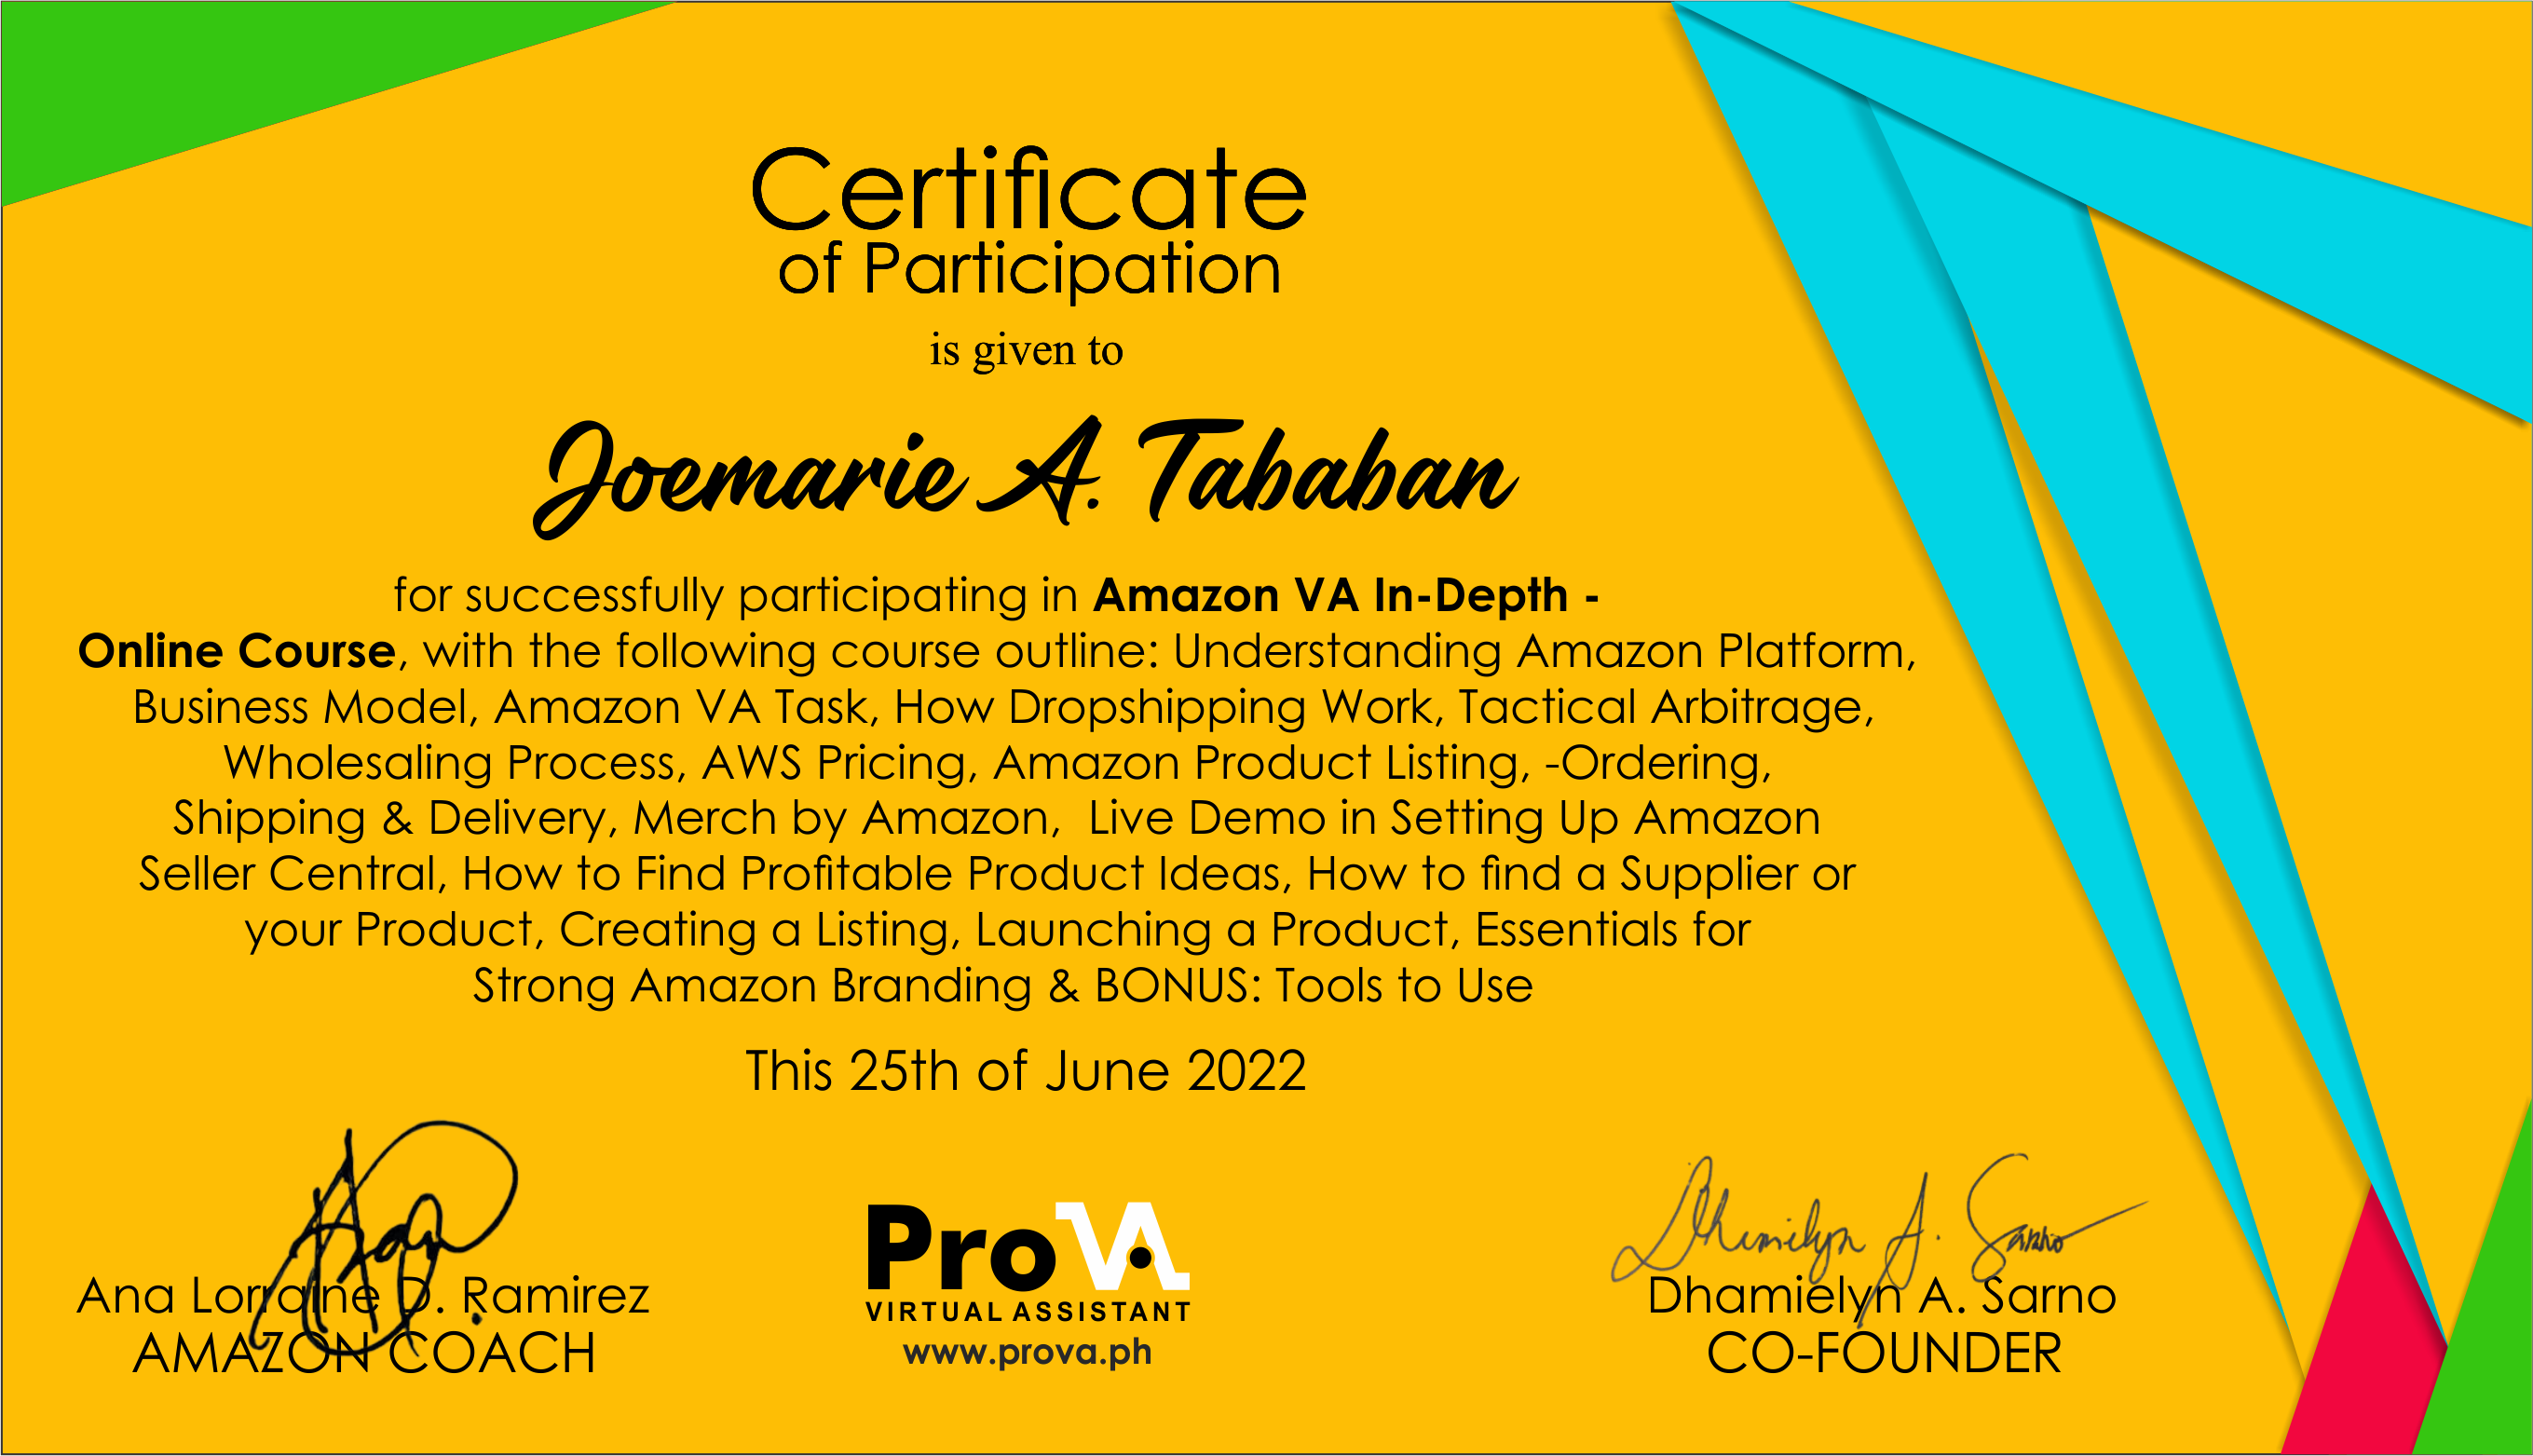 Certificate
of Participation
is given to
Joemarie A. Tababan
for successfully participating in Amazon VA In-Depth -
Online Course, with the following course outline: Understanding Amazon Platform,
Business Model, Amazon VA Task, How Dropshipping Work, Tactical Arbitrage,
Wholesaling Process, AWS Pricing, Amazon Product Listing, -Ordering,
Shipping & Delivery, Merch by Amazon,  Live Demo in Setting Up Amazon
Seller Central, How to Find Profitable Product Ideas, How to find a Supplier or
your Product, Creating a Listing, Launching a Product, Essentials for
Strong Amazon Branding & BONUS: Tools to Use
This 25th of June 2022
Dhamielyn A. Sarno
Ana Lorraine D. Ramirez
AMAZON COACH
ProVA
VIRTUAL ASSISTANT
www.prova.ph
Dhamielyn A. Sarno
CO-FOUNDER